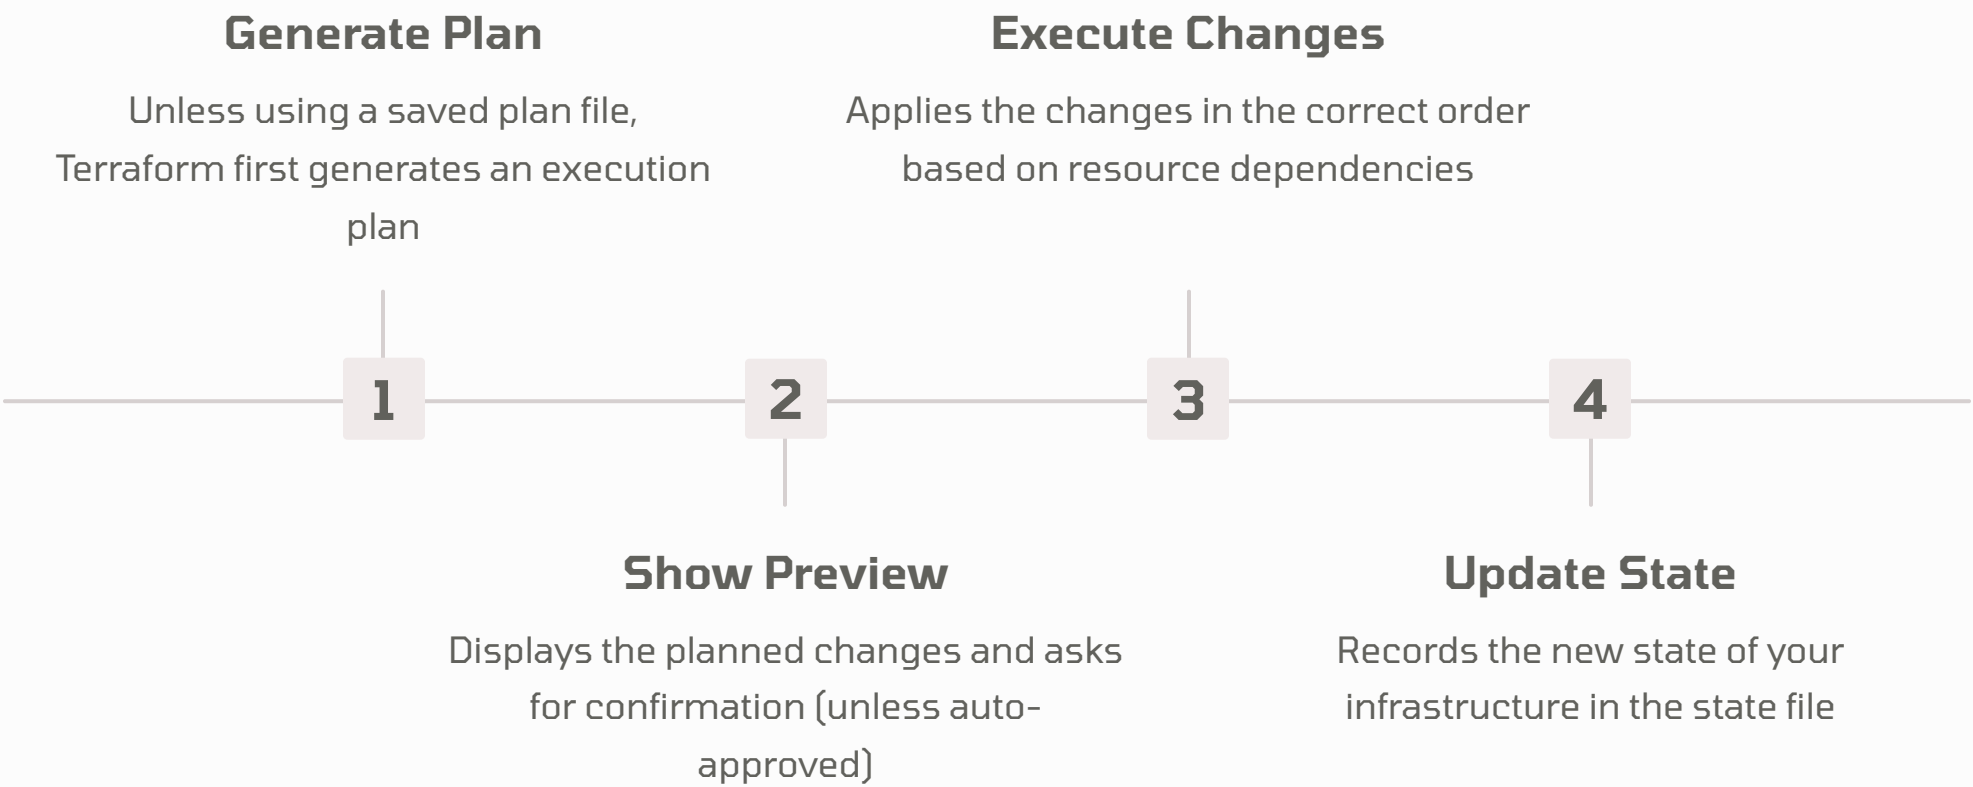 Generate Plan
Unless using a saved plan file,
Terraform first generates an execution
plan
Execute Changes
Applies the changes in the correct order
based on resource dependencies
1
2
3
4
Show Preview
Displays the planned changes and asks
for confirmation (unless auto-
approved)
Update State
Records the new state of your
infrastructure in the state file